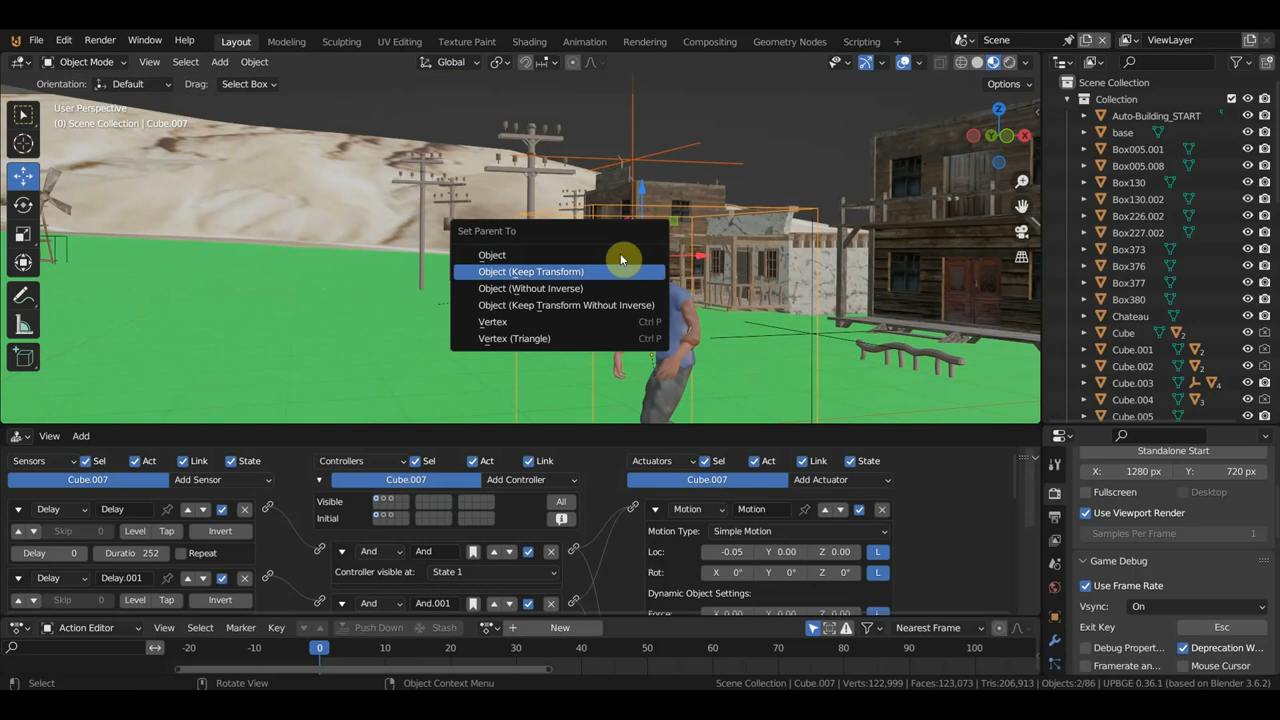 File Edit Render Window Help Layout Modeling Sculpting UV Editing Texture Paint Shading Animation Rendering Compositing Geometry Nodes Scripting + Scene ViewLayer
Object Mode View Select Add Object Global Options
Orientation: Default Drag: Select Box
User Perspective
(0) Scene Collection | Cube.007
Z
Y
X
Set Parent To
Object
Object (Keep Transform)
Object (Without Inverse)
Object (Keep Transform Without Inverse)
Vertex Ctrl P
Vertex (Triangle) Ctrl P
Scene Collection
Collection
Auto-Building_START
base
Box005.001
Box005.008
Box130
Box130.002
Box226.002
Box227.002
Box373
Box376
Box377
Box380
Chateau
Cube 2
Cube.001 2
Cube.002 2
Cube.003 4
Cube.004 3
Cube.005
View Add
Sensors Sel Act Link State Controllers Sel Act Link Actuators Sel Act Link State
Cube.007 Add Sensor Cube.007 Add Controller Cube.007 Add Actuator
Delay Delay
Skip 0 Level Tap Invert
Delay 0 Duratio 252 Repeat
Delay Delay.001
Skip 0 Level Tap Invert
Visible All
Initial
And And
Controller visible at: State 1
And And.001
Motion Motion
Motion Type: Simple Motion
Loc: -0.05 Y 0.00 Z 0.00 L
Rot: X 0° Y 0° Z 0° L
Dynamic Object Settings:
Force: 0.00 0.00 0.00
Standalone Start
X: 1280 px Y: 720 px
Fullscreen Desktop
Use Viewport Render
Samples Per Frame 1
Game Debug
Use Frame Rate
Vsync: On
Exit Key Esc
Debug Propert... Deprecation W...
Framerate an... Mouse Cursor
Action Editor View Select Marker Key Push Down Stash + New Nearest Frame
-20 -10 0 10 20 30 40 50 60 70 80 90 100
Select Rotate View Object Context Menu Scene Collection | Cube.007 | Verts:122,999 | Faces:123,073 | Tris:206,913 | Objects:2/86 | UPBGE 0.36.1 (based on Blender 3.6.2)